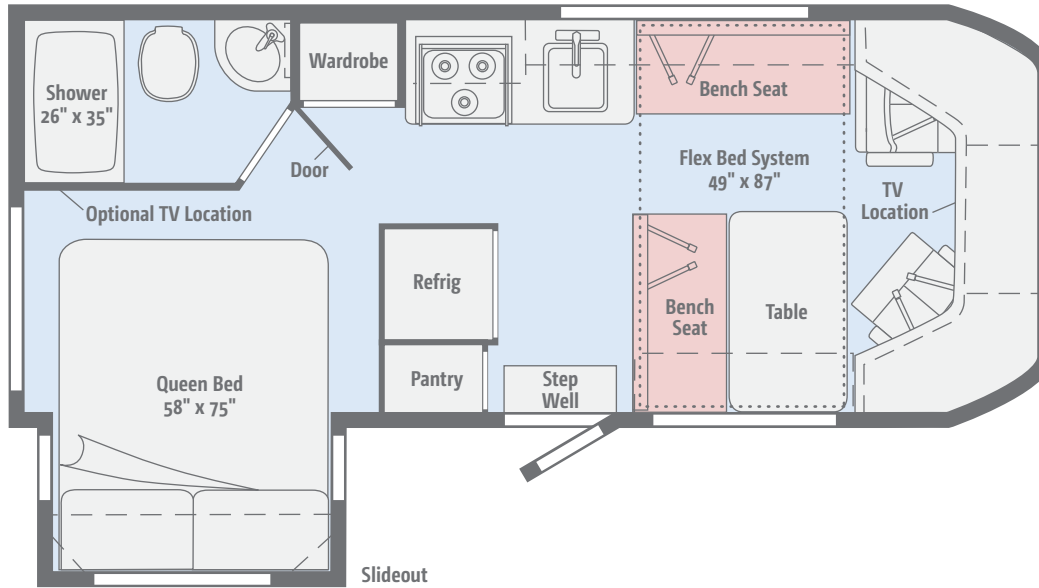 Shower
26" x 35"
Wardrobe
Bench Seat
Door
Flex Bed System
49" x 87"
TV
Location
Optional TV Location
Refrig
Bench
Seat
Table
Queen Bed
58" x 75"
Pantry
Step
Well
Slideout